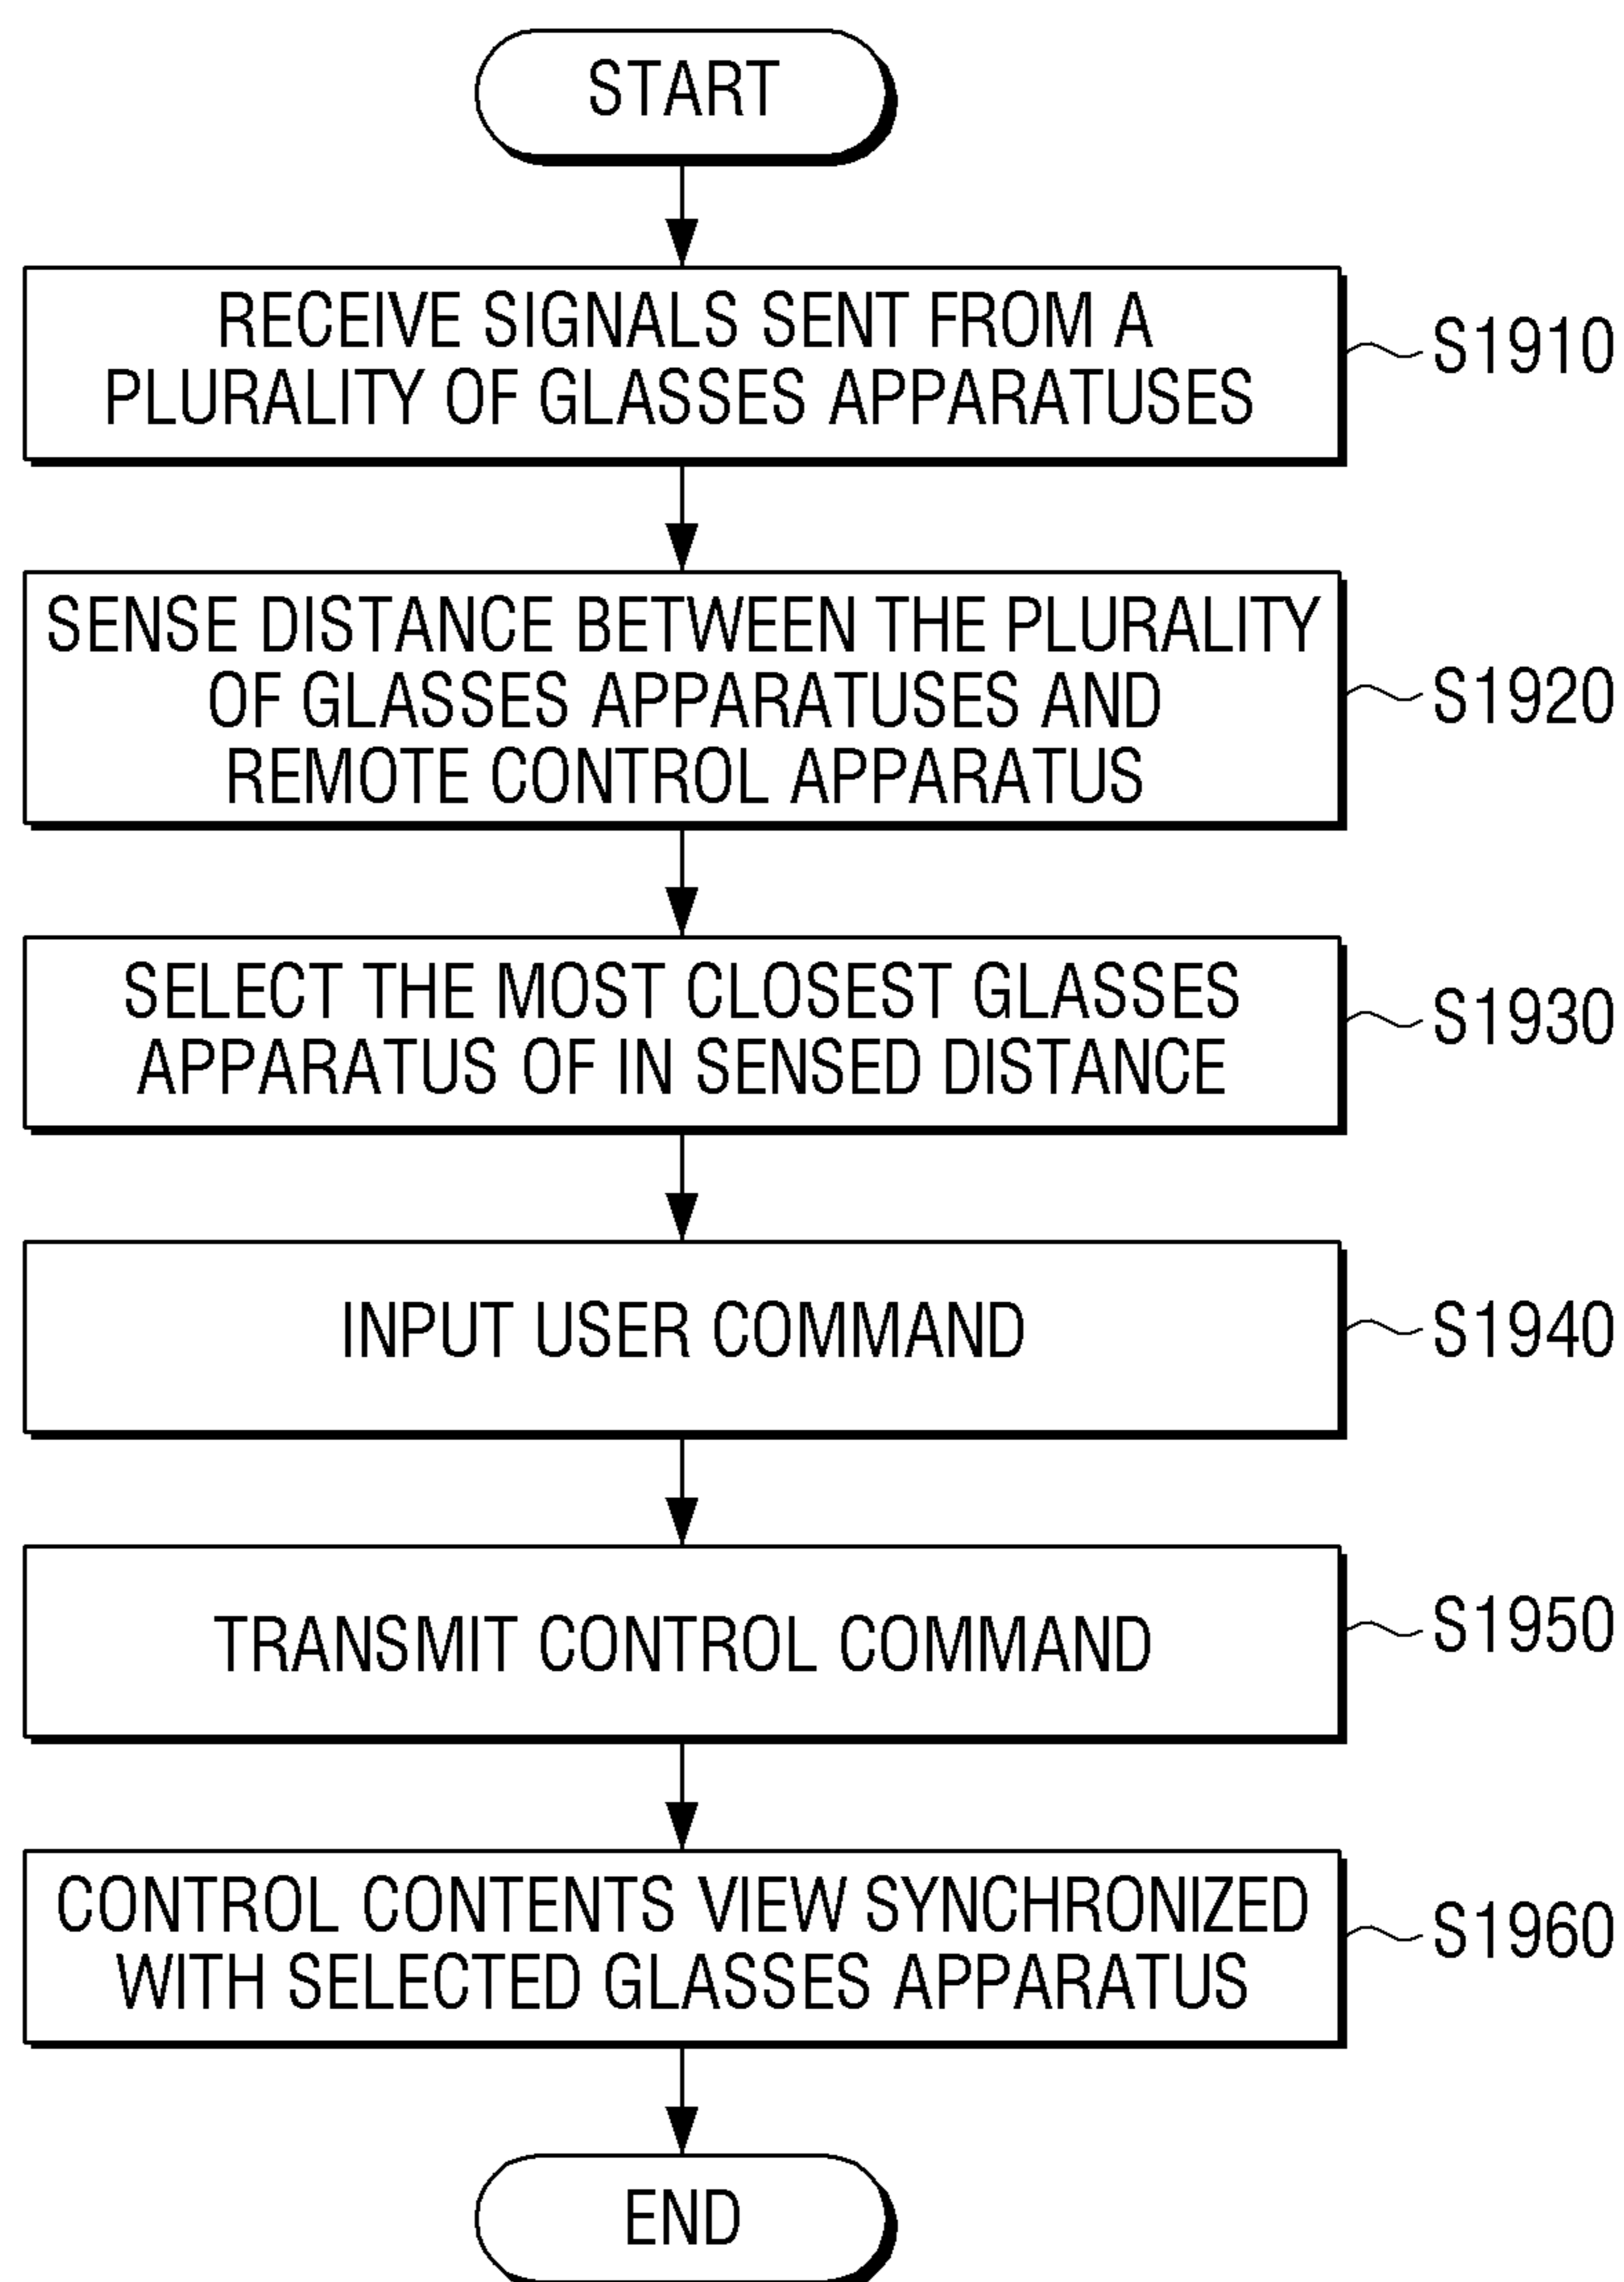 START
RECEIVE SIGNALS SENT FROM A
PLURALITY OF GLASSES APPARATUSES
S1910
SENSE DISTANCE BETWEEN THE PLURALITY
OF GLASSES APPARATUSES AND
REMOTE CONTROL APPARATUS
S1920
SELECT THE MOST CLOSEST GLASSES
APPARATUS OF IN SENSED DISTANCE
S1930
INPUT USER COMMAND
S1940
TRANSMIT CONTROL COMMAND
S1950
CONTROL CONTENTS VIEW SYNCHRONIZED
WITH SELECTED GLASSES APPARATUS
S1960
END